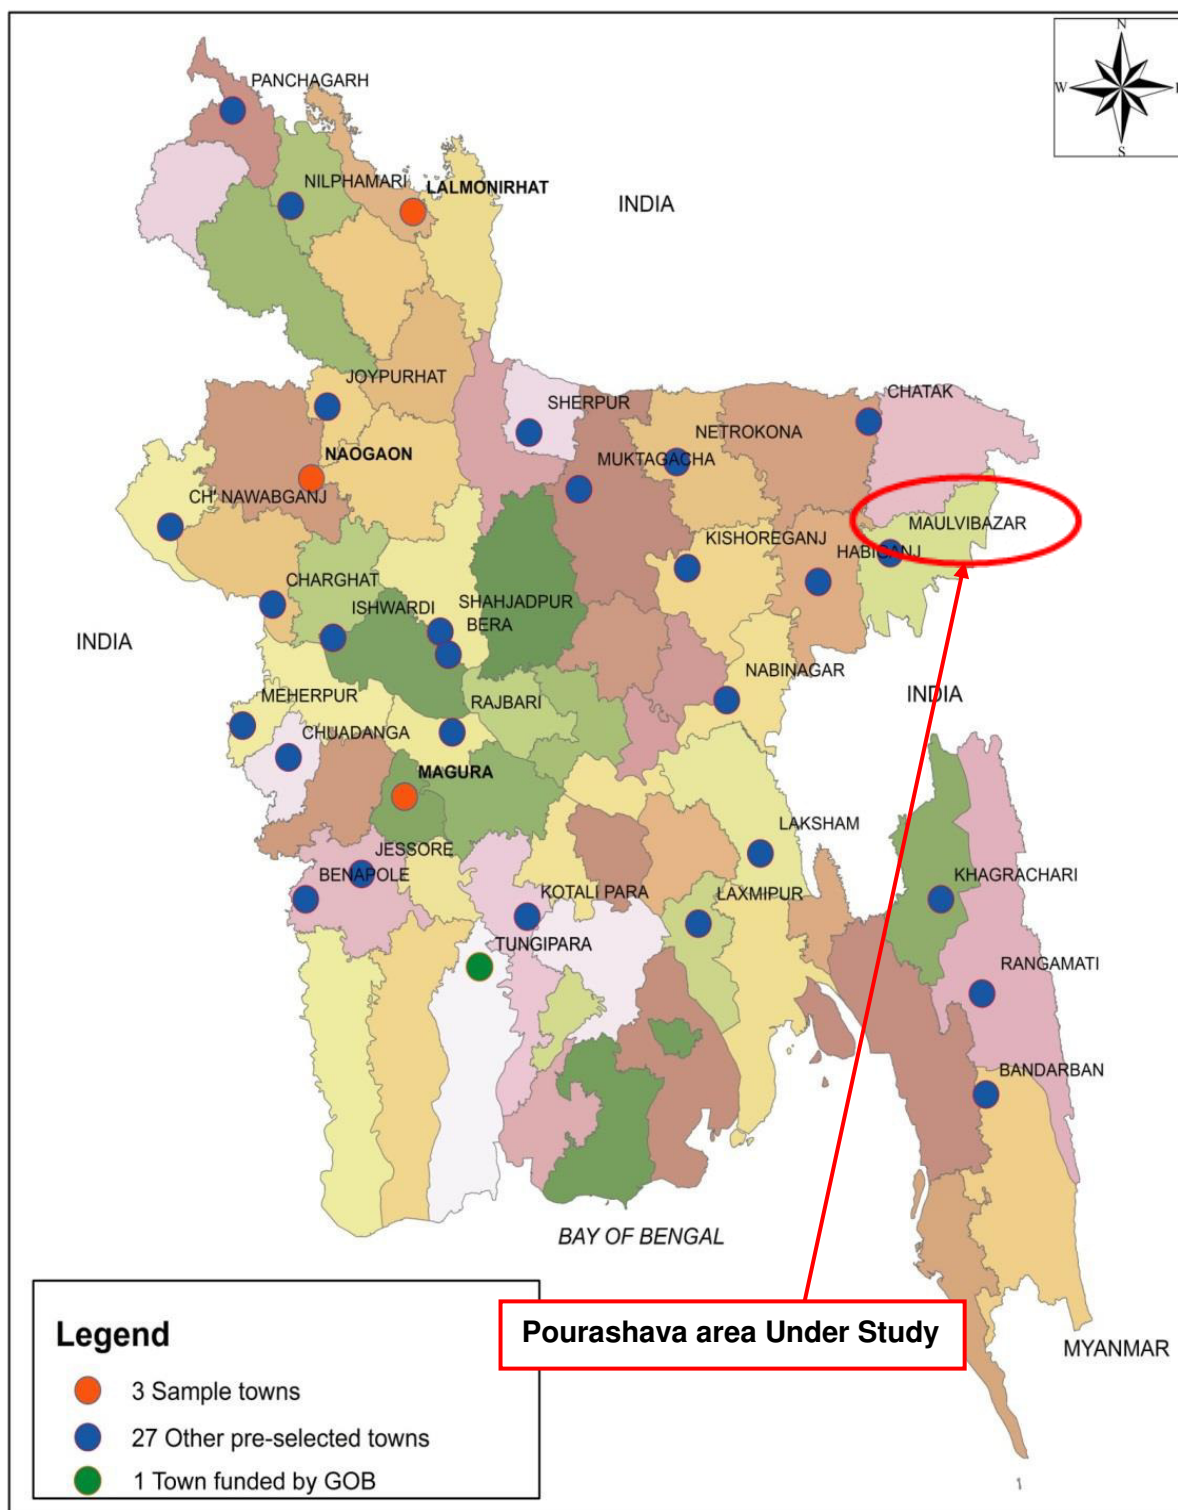 N
W
E
S
PANCHAGARH
NILPHAMARI
LALMONIRHAT
INDIA
JOYPURHAT
SHERPUR
CHATAK
NETROKONA
NAOGAON
MUKTAGACHA
CH' NAWABGANJ
MAULVIBAZAR
KISHOREGANJ
HABIGANJ
CHARGHAT
ISHWARDI
SHAHJADPUR
BERA
INDIA
NABINAGAR
INDIA
MEHERPUR
RAJBARI
CHUADANGA
MAGURA
LAKSHAM
JESSORE
BENAPOLE
KHAGRACHARI
KOTALI PARA
LAXMIPUR
TUNGIPARA
RANGAMATI
BANDARBAN
BAY OF BENGAL
Pourashava area Under Study
MYANMAR
Legend
3 Sample towns
27 Other pre-selected towns
1 Town funded by GOB
1